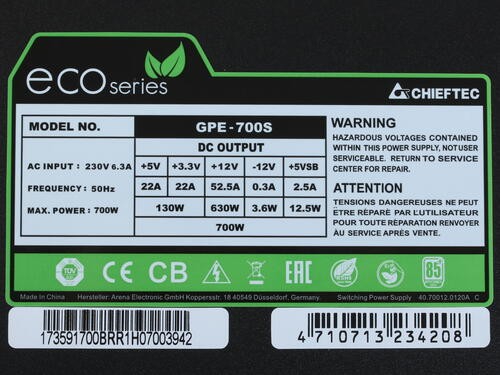 eco series
CHIEFTEC
MODEL NO. GPE-700S
DC OUTPUT
AC INPUT : 230V 6.3A +5V +3.3V +12V -12V +5VSB
FREQUENCY : 50Hz 22A 22A 52.5A 0.3A 2.5A
MAX. POWER : 700W 130W 630W 3.6W 12.5W
700W
WARNING
HAZARDOUS VOLTAGES CONTAINED
WITHIN THIS POWER SUPPLY, NOT USER
SERVICEABLE. RETURN TO SERVICE
CENTER FOR REPAIR.
ATTENTION
TENSIONS DANGEREUSES NE PEUT
ÊTRE RÉPARÉ PAR L'UTILISATEUR
POUR TOUTE RÉPARATION RENVOYER
AU SERVICE D'APRÈS VENTE.
CE CB EAC RoHS 85
Made In China Hersteller: Arena Electronic GmbH Koppersstr. 18 40549 Düsseldorf, Germany. Switching Power Supply 40.70012.0120A C
173591700BRR1H07003942
4 710713 234208